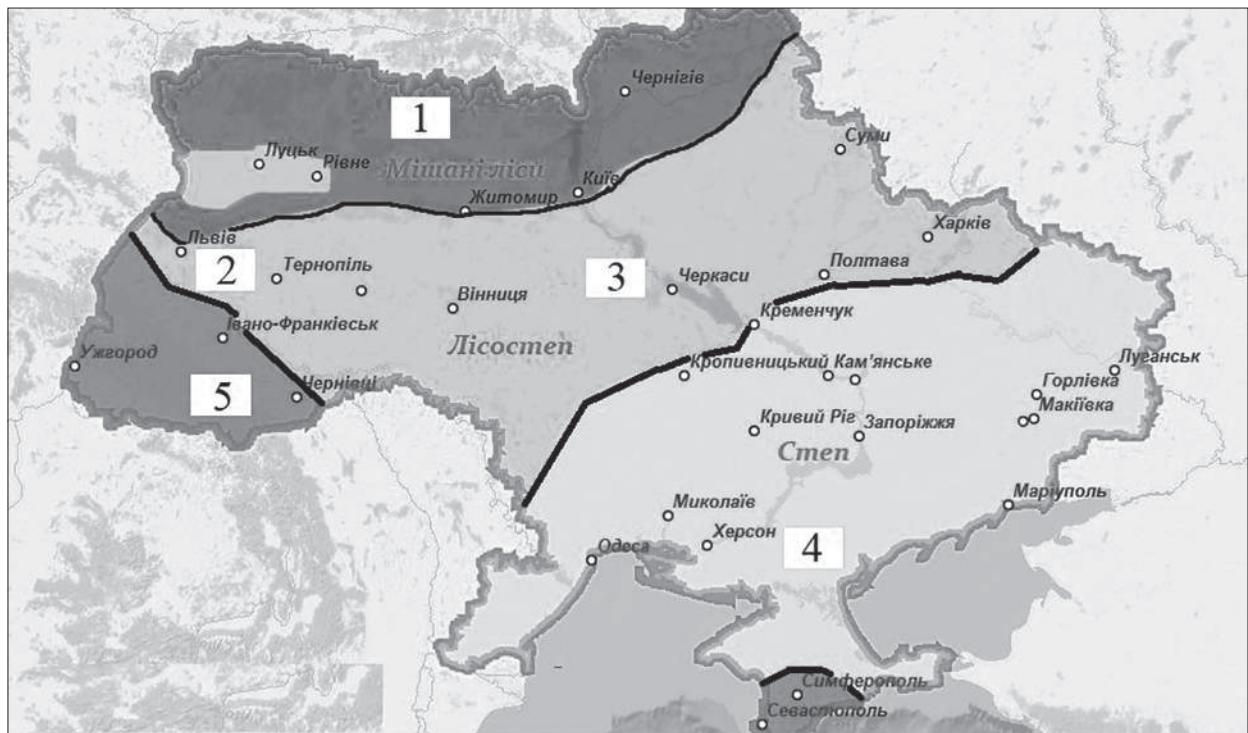 Чернігів
1
Суми
Луцьк
Рівне
Мішані ліси
Київ
Житомир
Харків
Львів
2
Тернопіль
3
Черкаси
Полтава
Вінниця
Кременчук
Івано-Франківськ
Лісостеп
Ужгород
Кропивницький
Кам’янське
Луганськ
5
Чернівці
Горлівка
Макіївка
Кривий Ріг
Запоріжжя
Степ
Миколаїв
Маріуполь
Херсон
4
Одеса
Симферополь
Севастополь